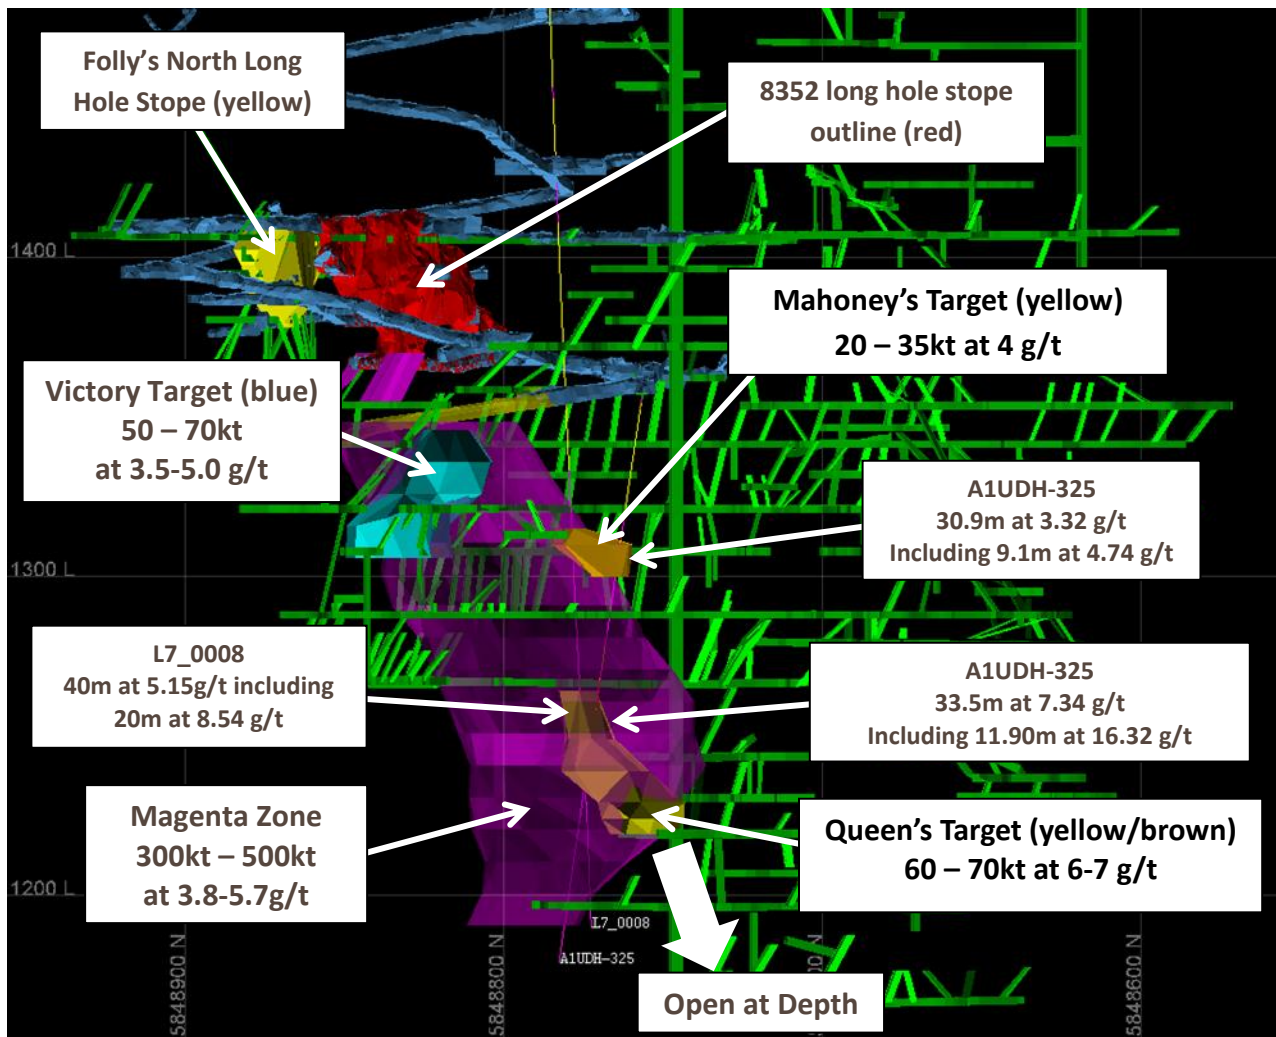 Folly’s North Long
Hole Stope (yellow)
8352 long hole stope
outline (red)
1400 L
Mahoney’s Target (yellow)
20 – 35kt at 4 g/t
Victory Target (blue)
50 – 70kt
at 3.5-5.0 g/t
A1UDH-325
30.9m at 3.32 g/t
Including 9.1m at 4.74 g/t
1300 L
L7_0008
40m at 5.15g/t including
20m at 8.54 g/t
A1UDH-325
33.5m at 7.34 g/t
Including 11.90m at 16.32 g/t
Magenta Zone
300kt – 500kt
at 3.8-5.7g/t
Queen’s Target (yellow/brown)
60 – 70kt at 6-7 g/t
1200 L
L7_0008
A1UDH-325
Open at Depth
5848900 N
5848800 N
5848600 N